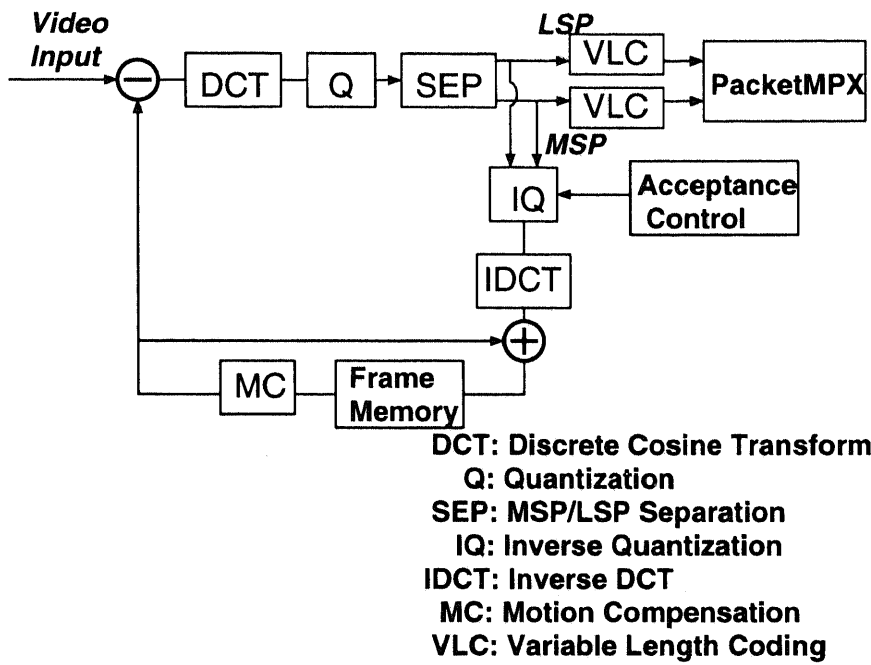 Video
Input
DCT
Q
SEP
LSP
VLC
VLC
PacketMPX
MSP
IQ
Acceptance
Control
IDCT
MC
Frame
Memory
DCT: Discrete Cosine Transform
Q: Quantization
SEP: MSP/LSP Separation
IQ: Inverse Quantization
IDCT: Inverse DCT
MC: Motion Compensation
VLC: Variable Length Coding